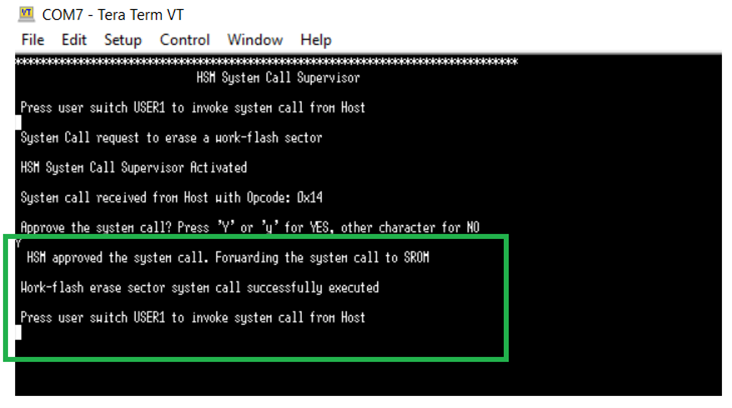 COM7 - Tera Term VT
File Edit Setup Control Window Help
********************************************************************************
HSM System Call Supervisor
Press user switch USER1 to invoke system call from Host
System Call request to erase a work-flash sector
HSM System Call Supervisor Activated
System call received from Host with Opcode: 0x14
Approve the system call? Press 'Y' or 'y' for YES, other character for NO
Y
HSM approved the system call. Forwarding the system call to SROM
Work-flash erase sector system call successfully executed
Press user switch USER1 to invoke system call from Host